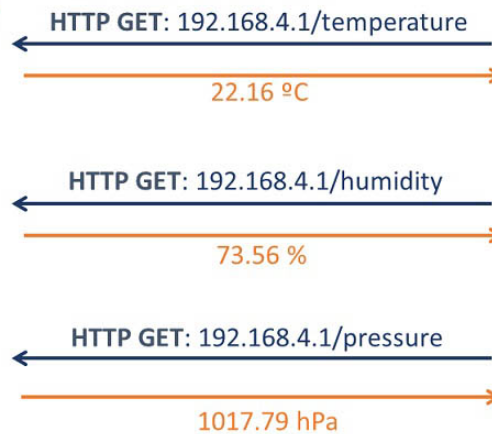 HTTP GET: 192.168.4.1/temperature
22.16 ºC
HTTP GET: 192.168.4.1/humidity
73.56 %
HTTP GET: 192.168.4.1/pressure
1017.79 hPa